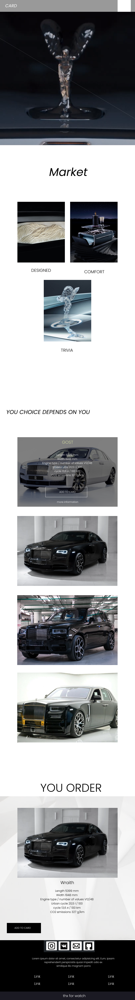 CARD
Market
DESIGNED
COMFORT
TRIVIA
YOU CHOICE DEPENDS ON YOU
GOST
Length 5399 mm
Width 1948 mm
Engine type / number of values V12/48
Urban cycle 20,5 l / 100
cycle 13,6 л / 100 km
CO2 emissions 327 g/km
ADD TO CARD
more information
MANSORY
YOU ORDER
Wraith
Length 5399 mm
Width 1948 mm
Engine type / number of values V12/48
Urban cycle 20,5 l / 100
cycle 13,6 л / 100 km
CO2 emissions 327 g/km
ADD TO CARD
Lorem ipsum dolor sit amet, consectetur adipisicing elit. Eum, ipsam
reprehenderit perspiciatis quasi impedit odio ex
similique illo magnam porro
Link Link Link
Link Link Link
thx for watch